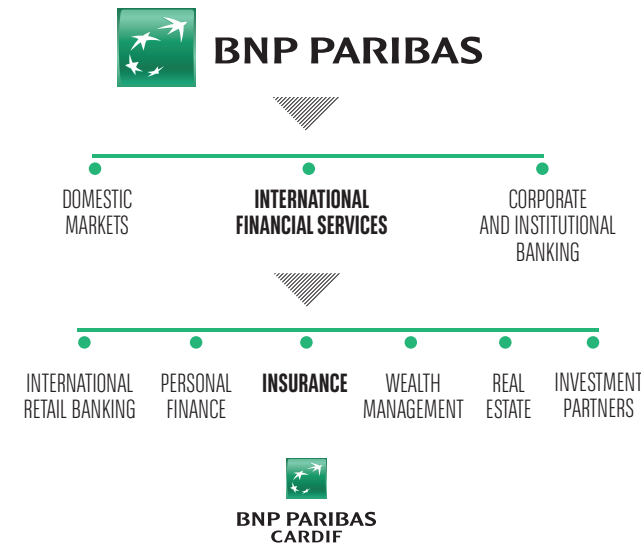 BNP PARIBAS
DOMESTIC
MARKETS
INTERNATIONAL
FINANCIAL SERVICES
CORPORATE
AND INSTITUTIONAL
BANKING
INTERNATIONAL
RETAIL BANKING
PERSONAL
FINANCE
INSURANCE
WEALTH
MANAGEMENT
REAL
ESTATE
INVESTMENT
PARTNERS
BNP PARIBAS
CARDIF